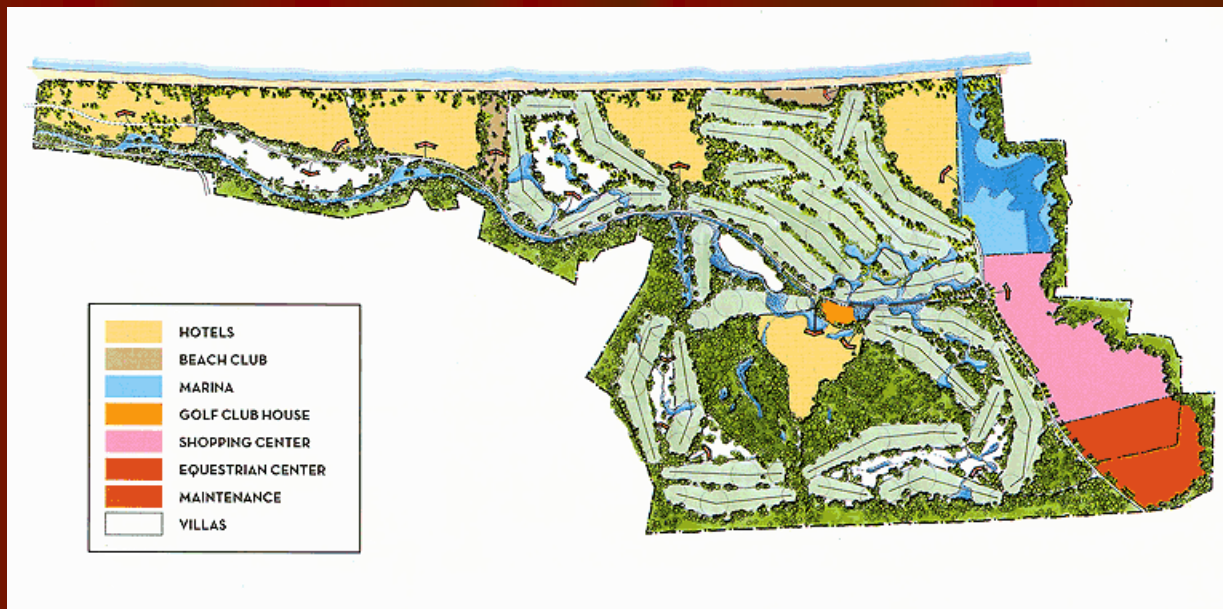 HOTELS
BEACH CLUB
MARINA
GOLF CLUB HOUSE
SHOPPING CENTER
EQUESTRIAN CENTER
MAINTENANCE
VILLAS